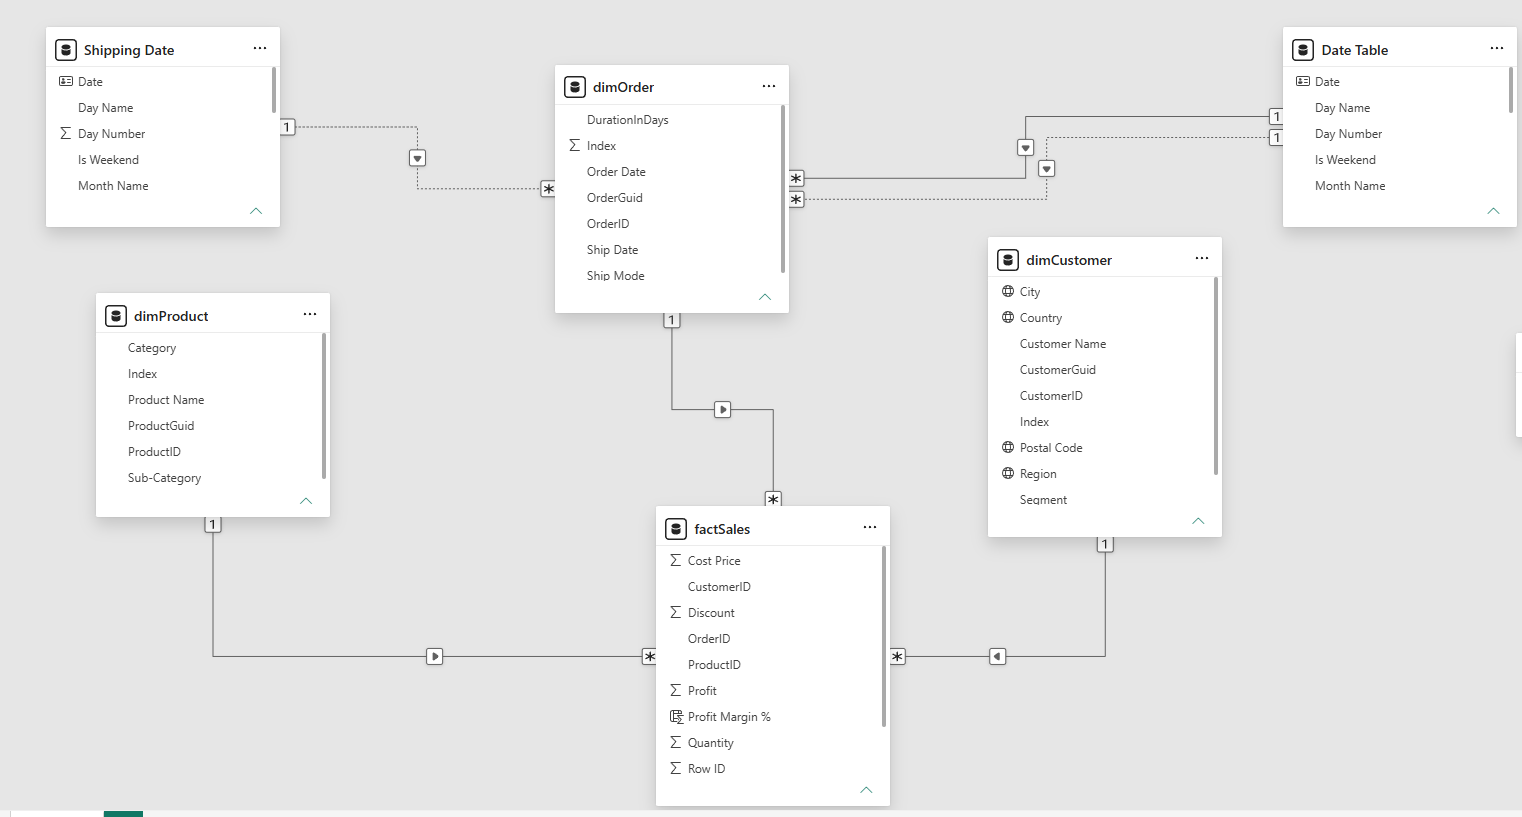 Shipping Date
Date
Day Name
Day Number
Is Weekend
Month Name
1
*
dimOrder
DurationInDays
Index
Order Date
OrderGuid
OrderID
Ship Date
Ship Mode
1
*
*
1
1
Date Table
Date
Day Name
Day Number
Is Weekend
Month Name
dimProduct
Category
Index
Product Name
ProductGuid
ProductID
Sub-Category
1
dimCustomer
City
Country
Customer Name
CustomerGuid
CustomerID
Index
Postal Code
Region
Segment
1
*
factSales
Cost Price
CustomerID
Discount
OrderID
ProductID
Profit
Profit Margin %
Quantity
Row ID
*
*